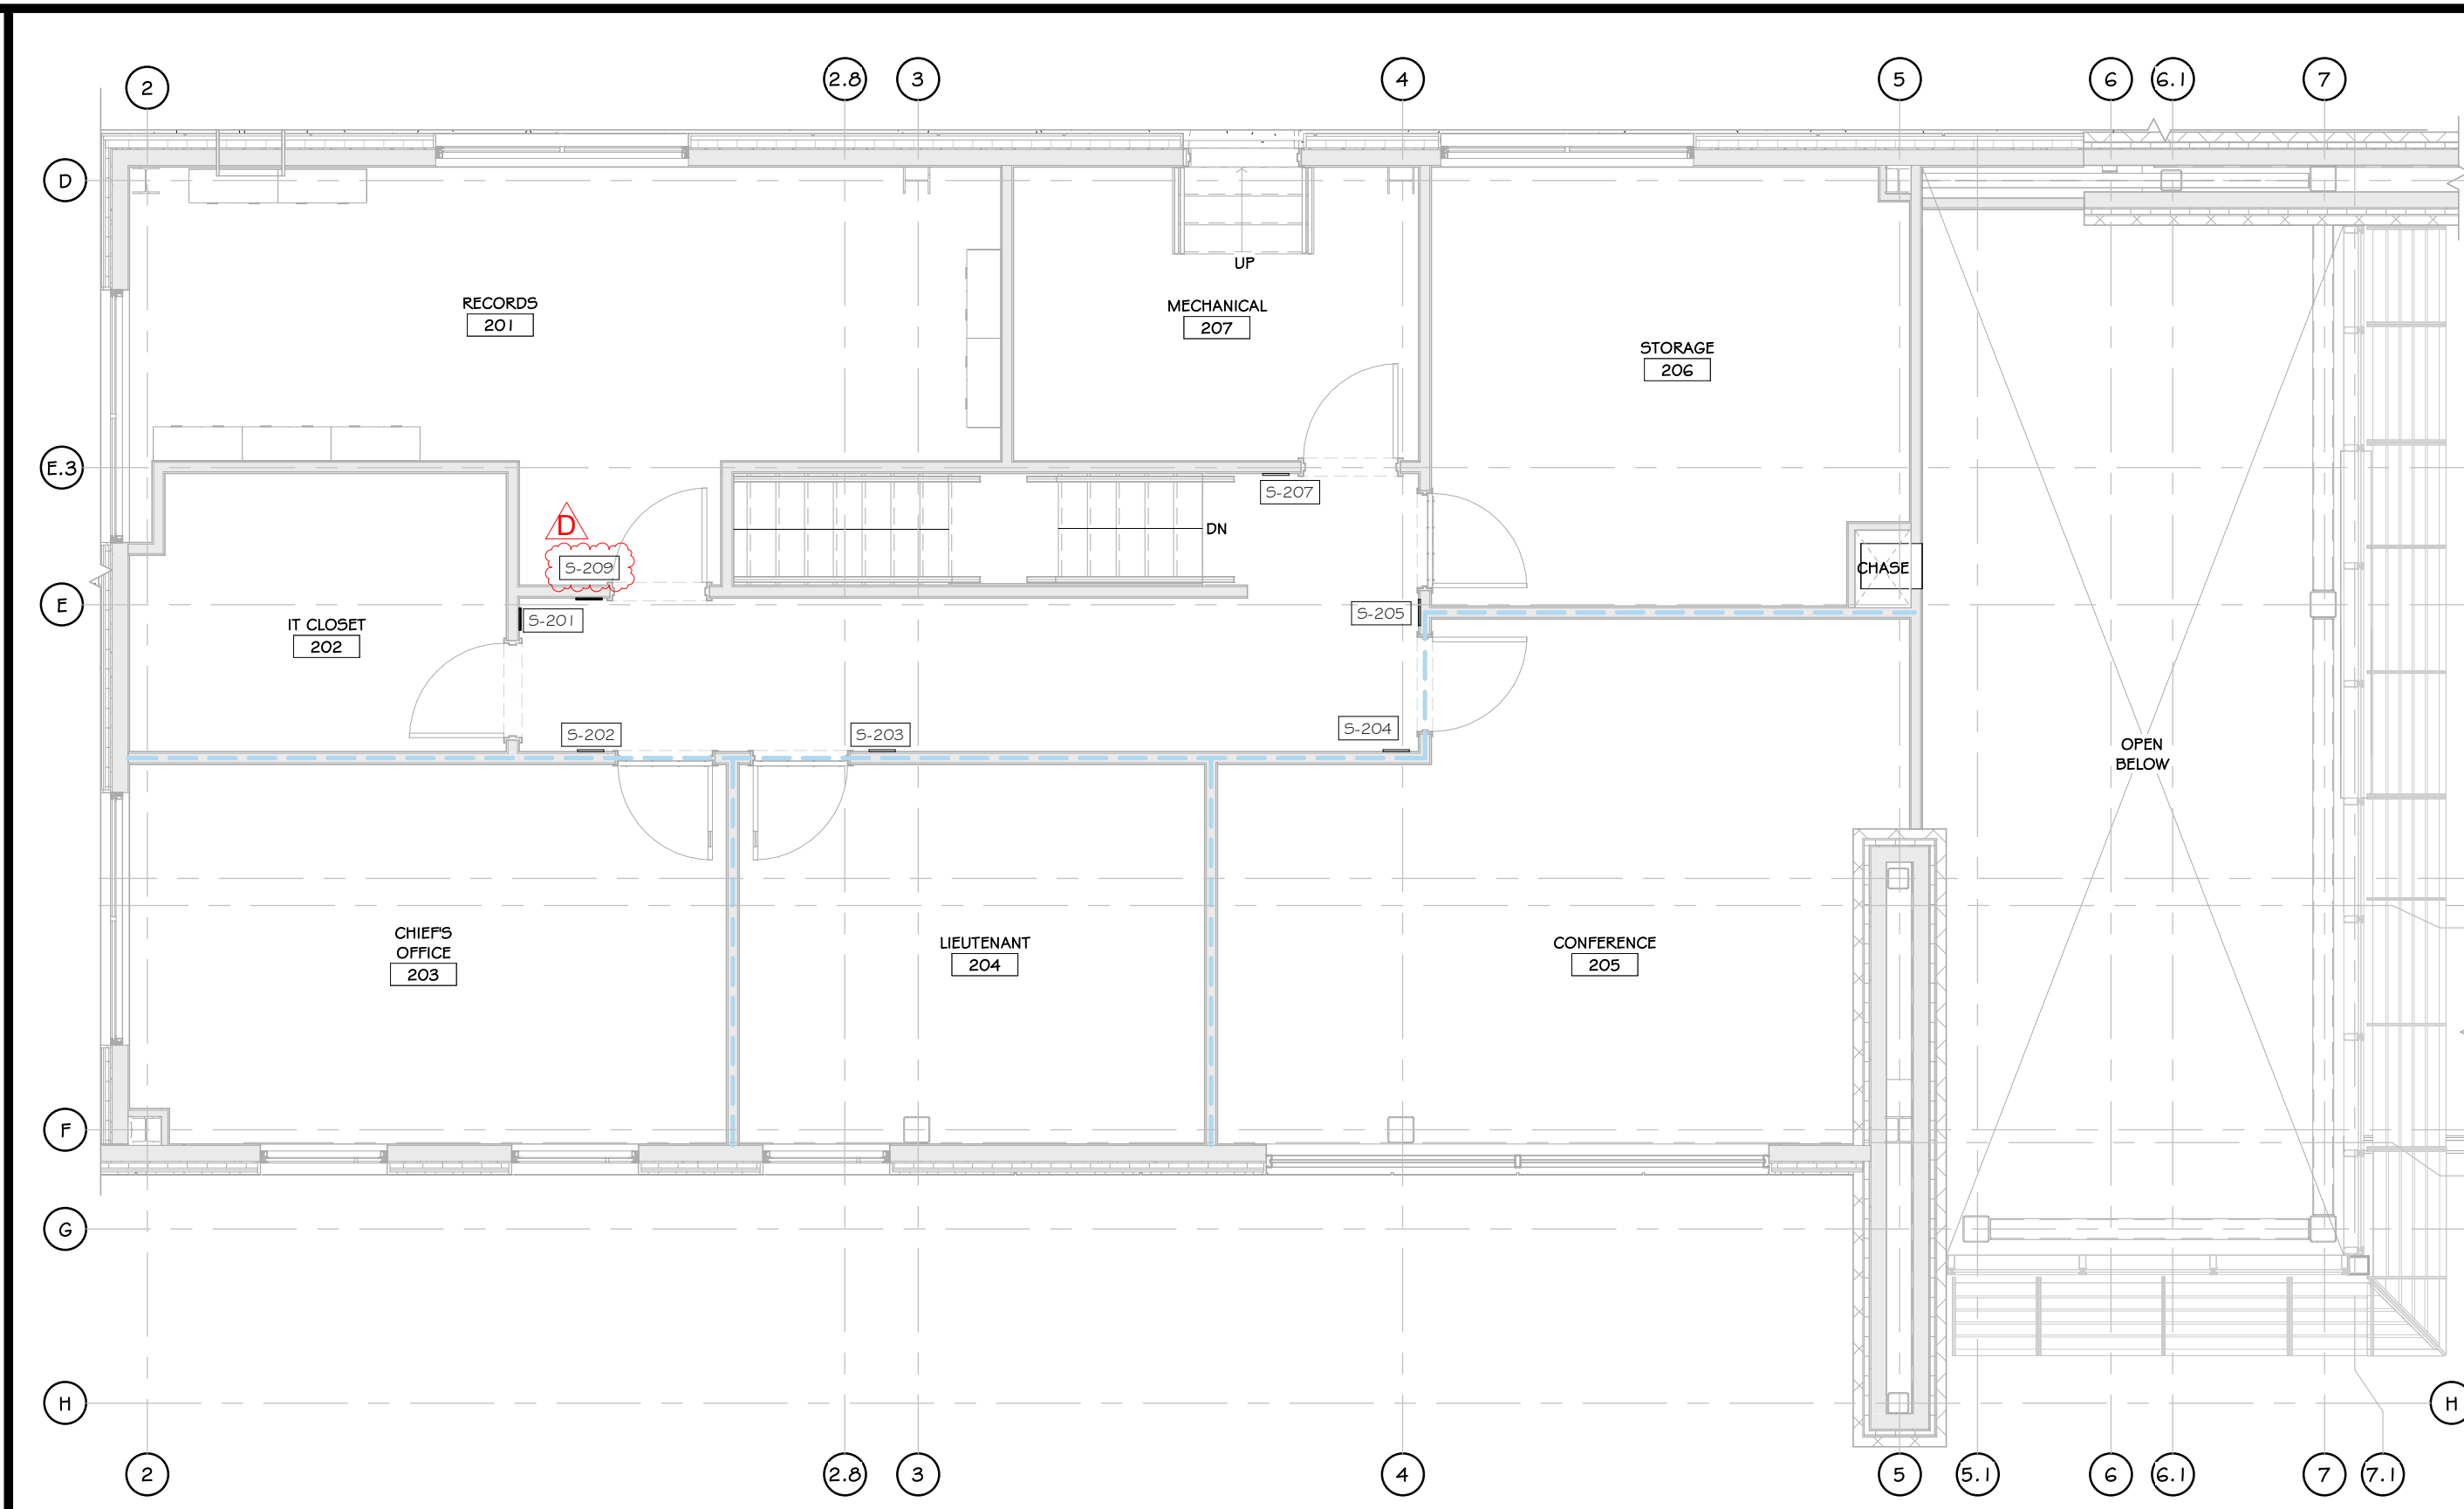 2
2.8
3
4
5
6
6.1
7
D
UP
RECORDS
201
MECHANICAL
207
STORAGE
206
E.3
S-207
D
DN
S-209
CHASE
E
S-201
S-205
IT CLOSET
202
S-202
S-203
S-204
OPEN
BELOW
CHIEF'S
OFFICE
203
LIEUTENANT
204
CONFERENCE
205
F
G
H
H
2
2.8
3
4
5
5.1
6
6.1
7
7.1